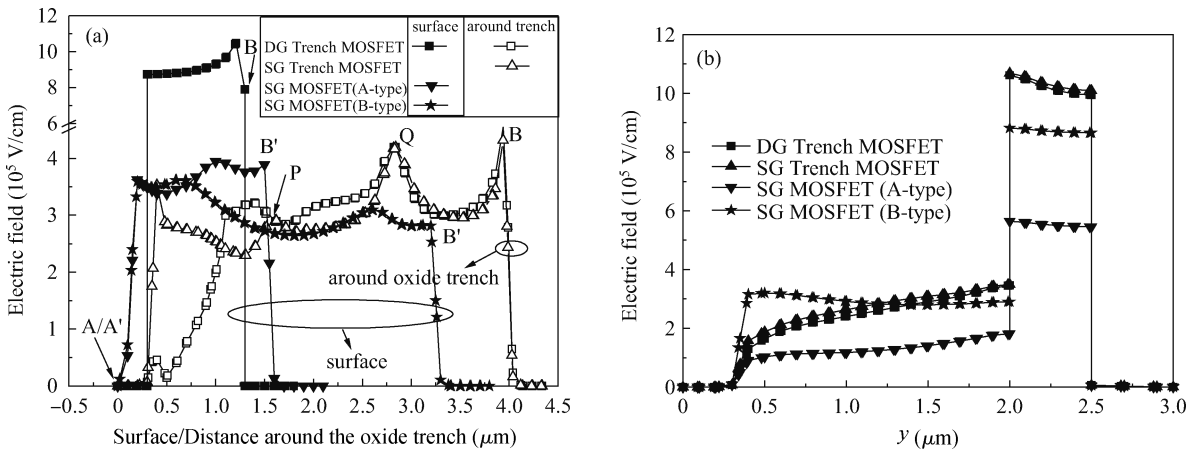 (a)
surface
around trench
DG Trench MOSFET
SG Trench MOSFET
SG MOSFET(A-type)
SG MOSFET(B-type)
12
10
8
6
4
3
2
1
0
Electric field (10⁵ V/cm)
B
B'
P
Q
B
B'
A/A'
around oxide trench
surface
−0.5
0
0.5
1.0
1.5
2.0
2.5
3.0
3.5
4.0
4.5
Surface/Distance around the oxide trench (μm)
(b)
12
10
8
6
4
2
0
Electric field (10⁵ V/cm)
DG Trench MOSFET
SG Trench MOSFET
SG MOSFET (A-type)
SG MOSFET (B-type)
0
0.5
1.0
1.5
2.0
2.5
3.0
y (μm)